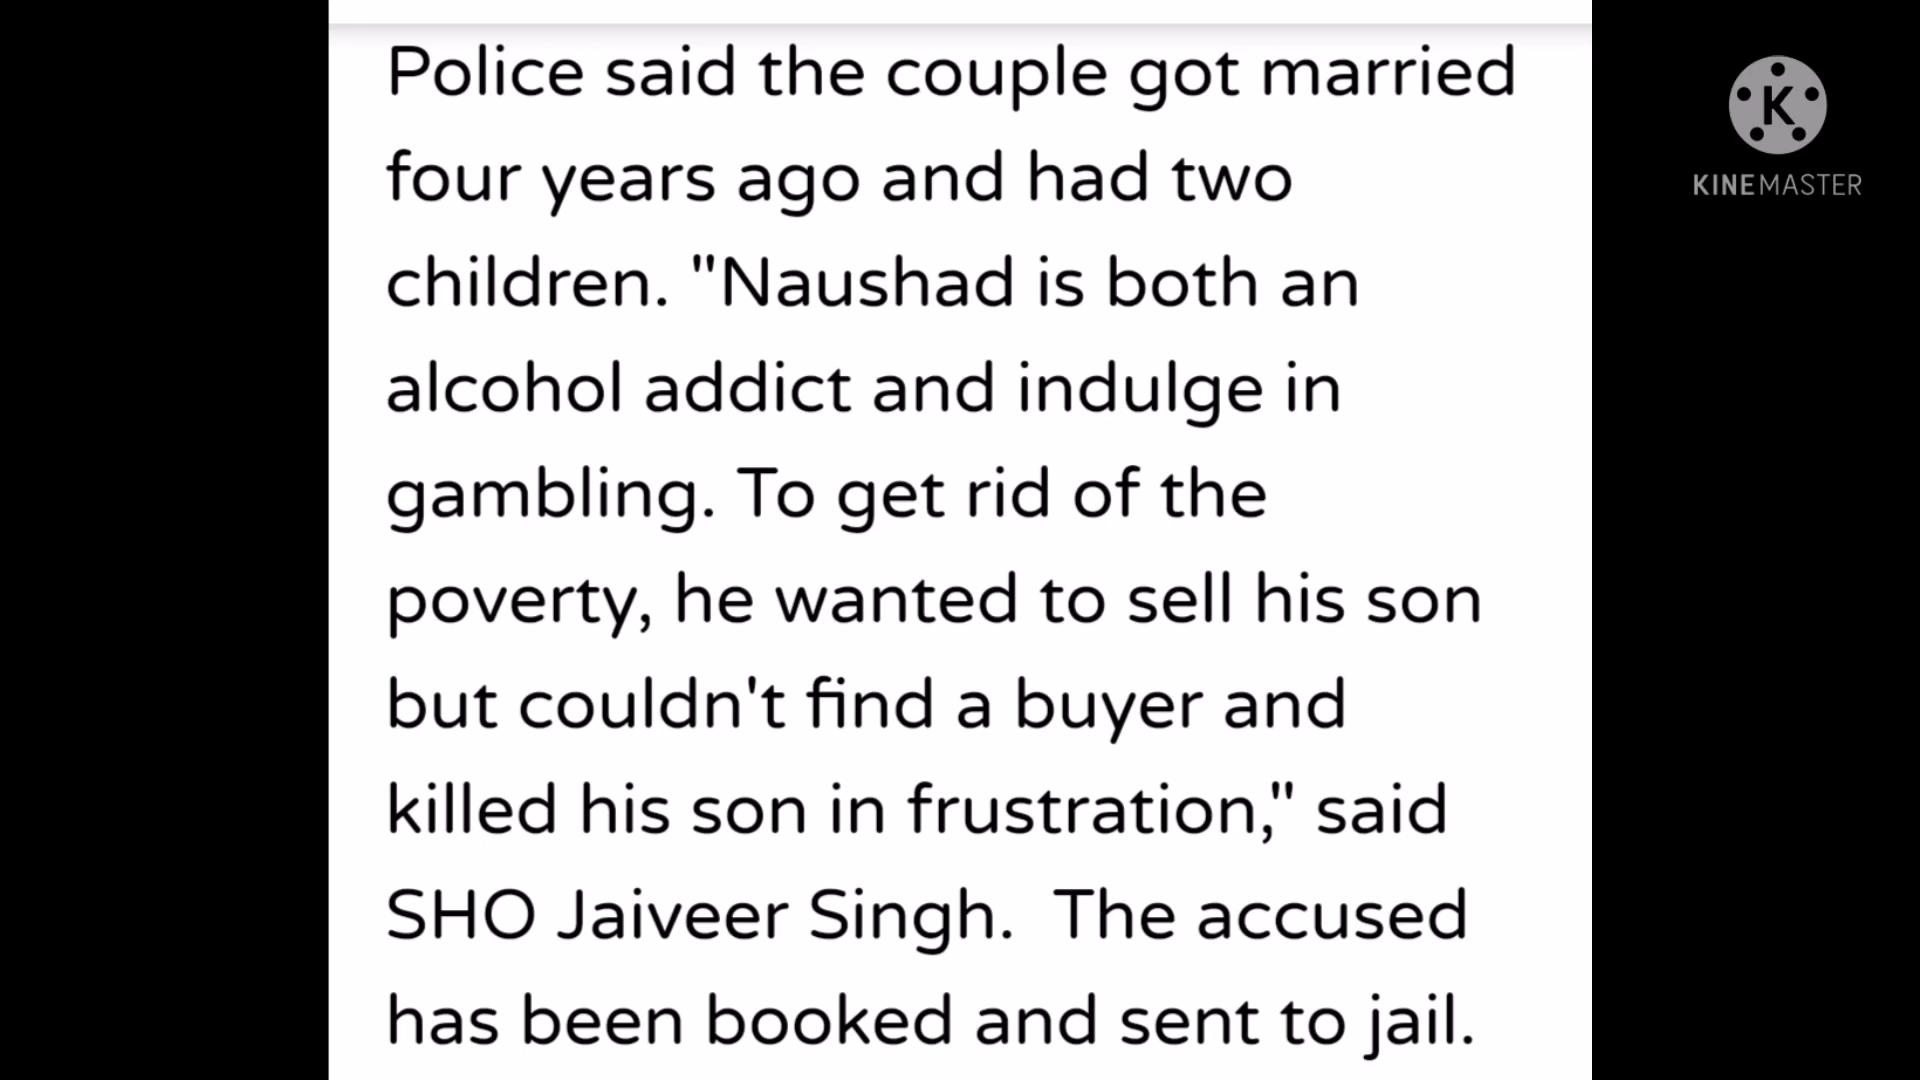 Police said the couple got married
four years ago and had two
children. "Naushad is both an
alcohol addict and indulge in
gambling. To get rid of the
poverty, he wanted to sell his son
but couldn't find a buyer and
killed his son in frustration," said
SHO Jaiveer Singh.  The accused
has been booked and sent to jail.
K
KINEMASTER